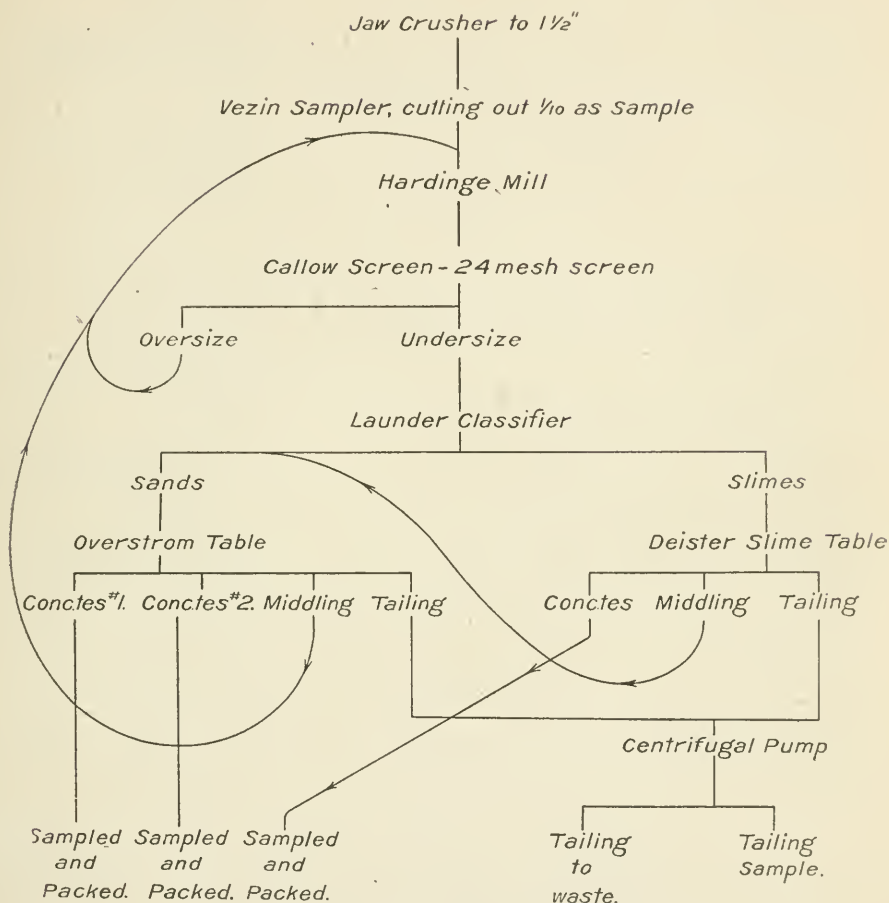 Jaw Crusher to 1½"
Vezin Sampler, cutting out 1/10 as Sample
Hardinge Mill
Callow Screen - 24 mesh screen
Oversize
Undersize
Launder Classifier
Sands
Slimes
Overstrom Table
Deister Slime Table
Conc.tes #1. Conc.tes #2. Middling Tailing
Conctes Middling Tailing
Centrifugal Pump
Sampled
and
Packed.
Sampled
and
Packed.
Sampled
and
Packed.
Tailing
to
waste.
Tailing
Sample.